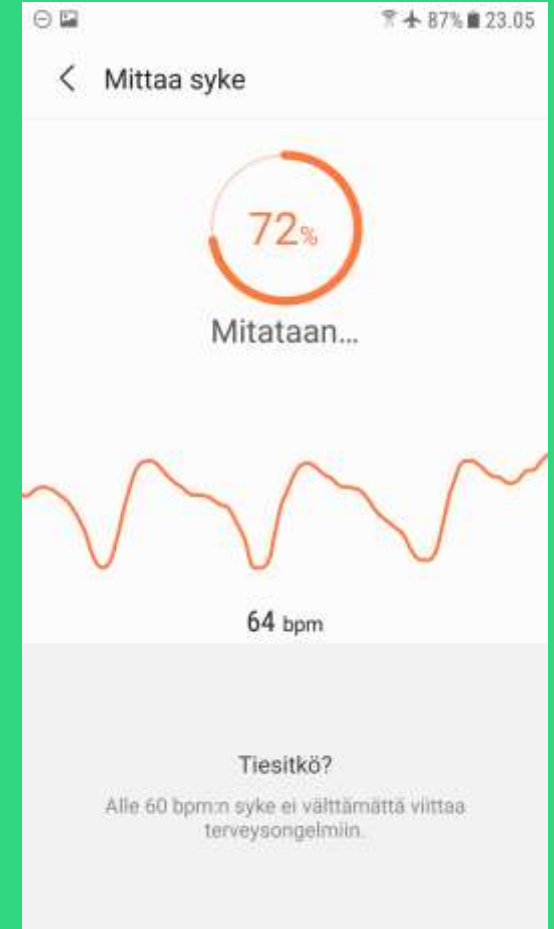 87% 23.05
Mittaa syke
72%
Mitataan...
64 bpm
Tiesitkö?
Alle 60 bpm:n syke ei välttämättä viittaa
terveysongelmiin.